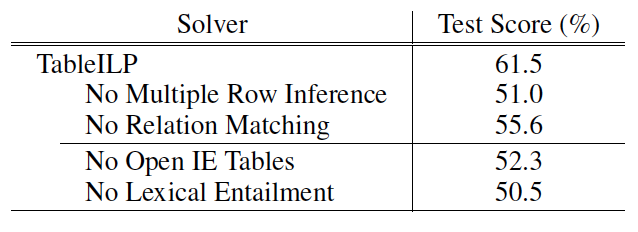 Solver Test Score (%)
TableILP 61.5
No Multiple Row Inference 51.0
No Relation Matching 55.6
No Open IE Tables 52.3
No Lexical Entailment 50.5